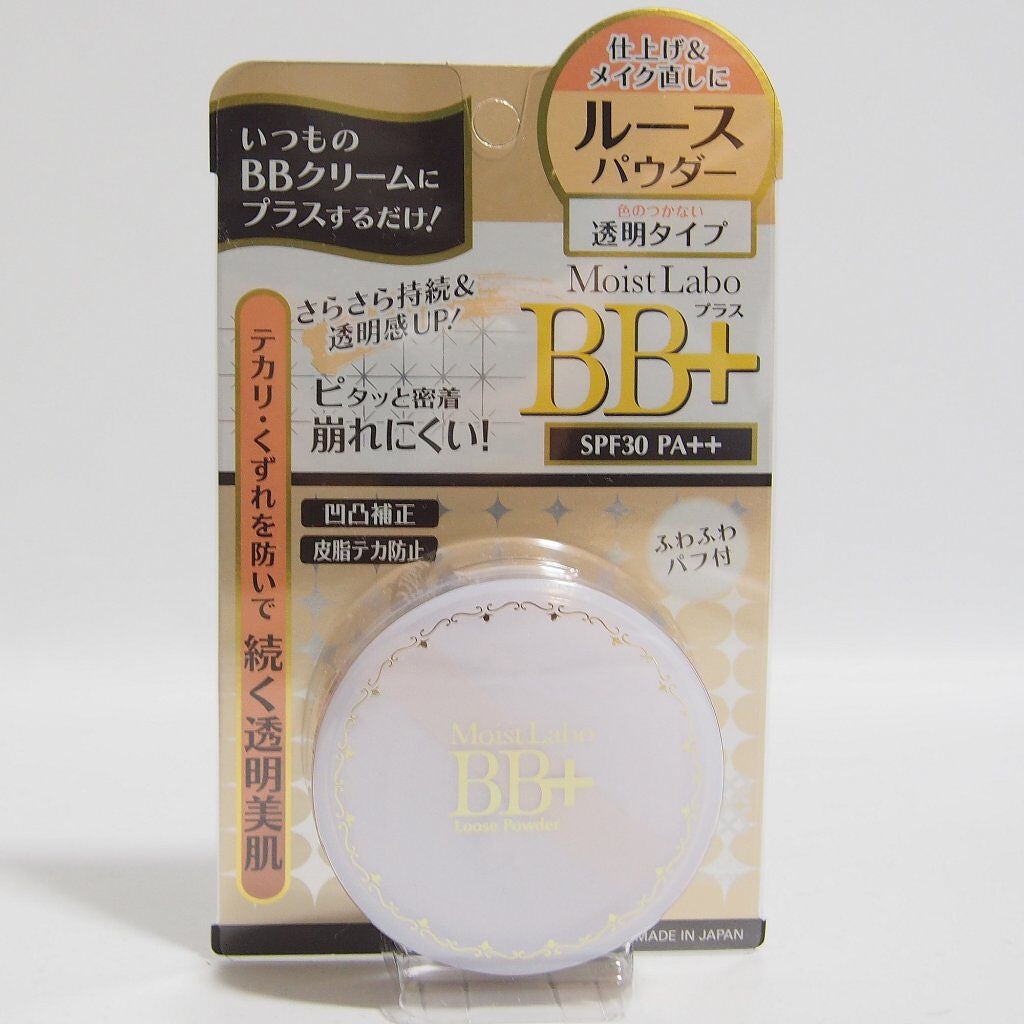 仕上げ&
メイク直しに
ルース
パウダー
色のつかない
透明タイプ
いつもの
BBクリームに
プラスするだけ!
Moist Labo
BB+
プラス
SPF30 PA++
さらさら持続&
透明感UP!
ピタッと密着
崩れにくい!
テカリ・くずれを防いで続く透明美肌
凹凸補正
皮脂テカ防止
ふわふわ
パフ付
Moist Labo
BB+
Loose Powder
MADE IN JAPAN